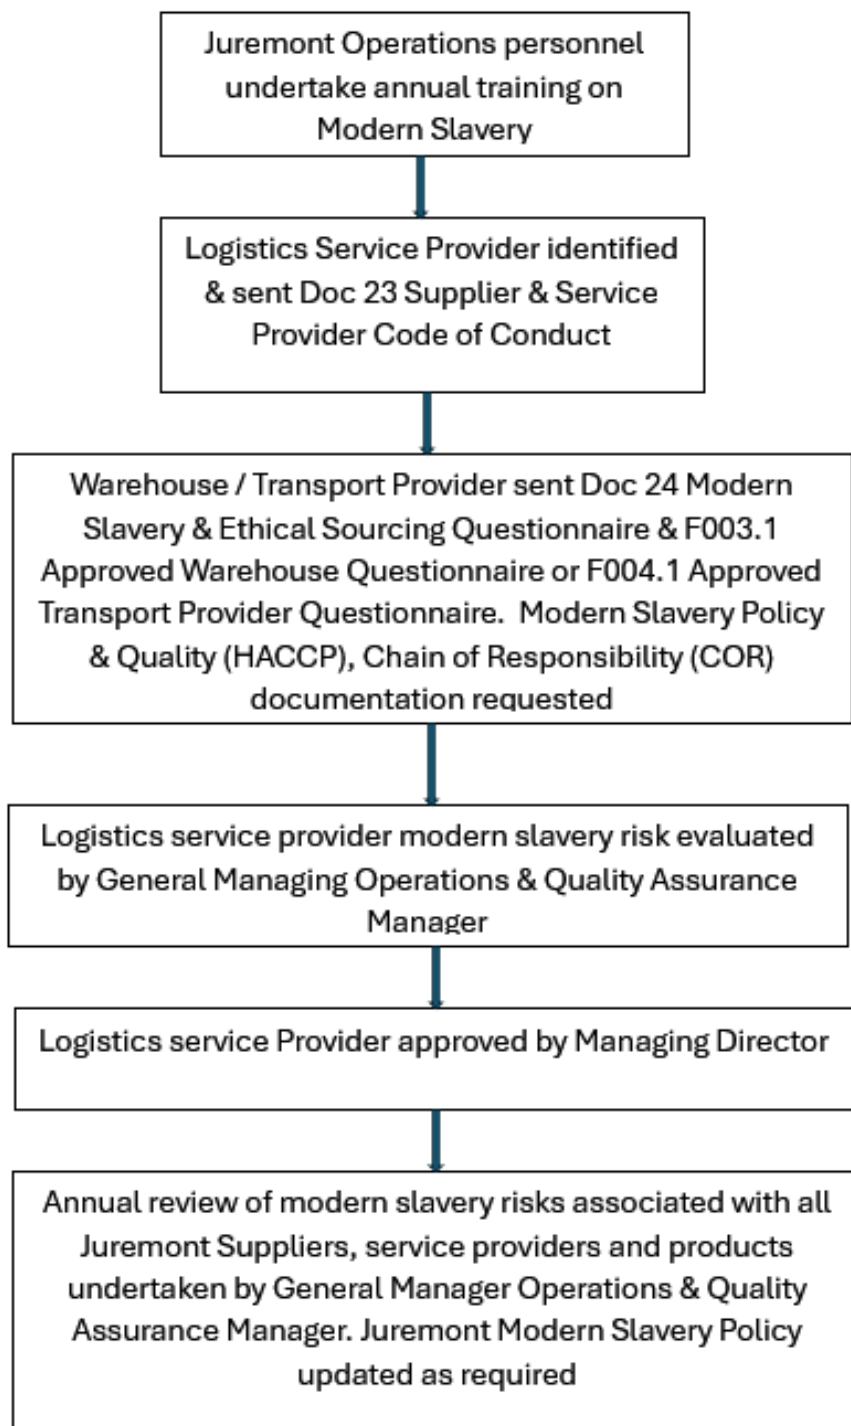 Juremont Operations personnel
undertake annual training on
Modern Slavery
Logistics Service Provider identified
& sent Doc 23 Supplier & Service
Provider Code of Conduct
Warehouse / Transport Provider sent Doc 24 Modern
Slavery & Ethical Sourcing Questionnaire & F003.1
Approved Warehouse Questionnaire or F004.1 Approved
Transport Provider Questionnaire.  Modern Slavery Policy
& Quality (HACCP), Chain of Responsibility (COR)
documentation requested
Logistics service provider modern slavery risk evaluated
by General Managing Operations & Quality Assurance
Manager
Logistics service Provider approved by Managing Director
Annual review of modern slavery risks associated with all
Juremont Suppliers, service providers and products
undertaken by General Manager Operations & Quality
Assurance Manager. Juremont Modern Slavery Policy
updated as required